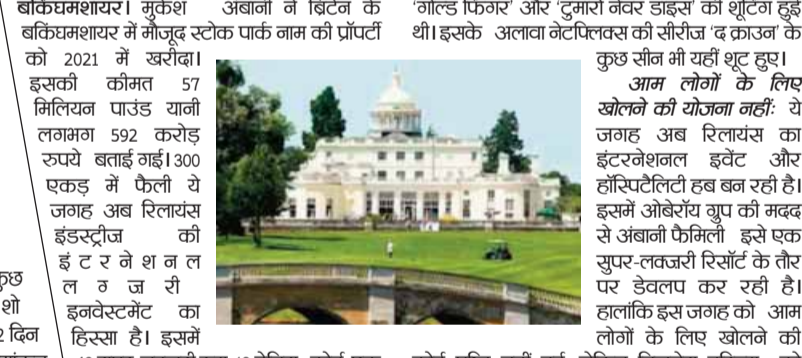 बकिंघमशायर। मुकेश अंबानी ने ब्रिटेन के
बकिंघमशायर में मौजूद स्टोक पार्क नाम की प्रॉपर्टी
को 2021 में खरीदा।
इसकी कीमत 57
मिलियन पाउंड यानी
लगभग 592 करोड़
रुपये बताई गई। 300
एकड़ में फैली ये
जगह अब रिलायंस
इंडस्ट्रीज की
इंटरनेशनल
लग्जरी
इनवेस्टमेंट का
हिस्सा है। इसमें
'गोल्ड फिंगर' और 'टुमारो नेवर डाइस' की शूटिंग हुई
थी। इसके अलावा नेटफ्लिक्स की सीरीज 'द क्राउन' के
कुछ सीन भी यहीं शूट हुए।
आम लोगों के लिए
खोलने की योजना नहीं: ये
जगह अब रिलायंस का
इंटरनेशनल इवेंट और
हॉस्पिटैलिटी हब बन रही है।
इसमें ओबेरॉय ग्रुप की मदद
से अंबानी फैमिली इसे एक
सुपर-लक्जरी रिसॉर्ट के तौर
पर डेवलप कर रही है।
हालांकि इस जगह को आम
लोगों के लिए खोलने की
कुछ
शो
दिन